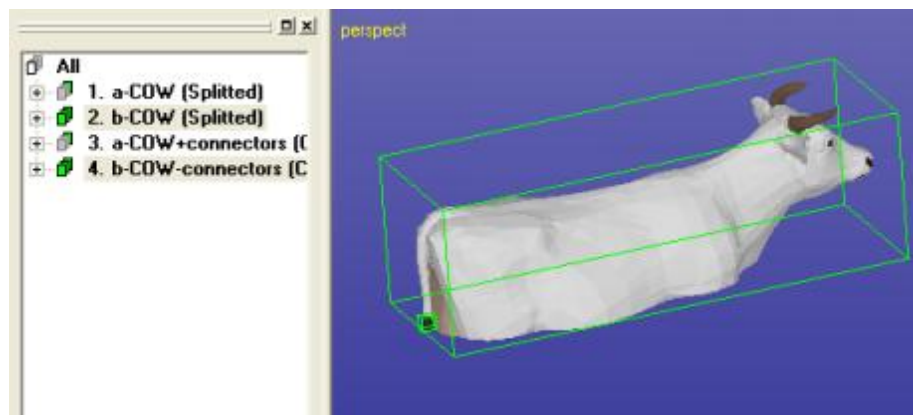 perspect
All
1. a-COW (Splitted)
2. b-COW (Splitted)
3. a-COW+connectors (C
4. b-COW-connectors (C